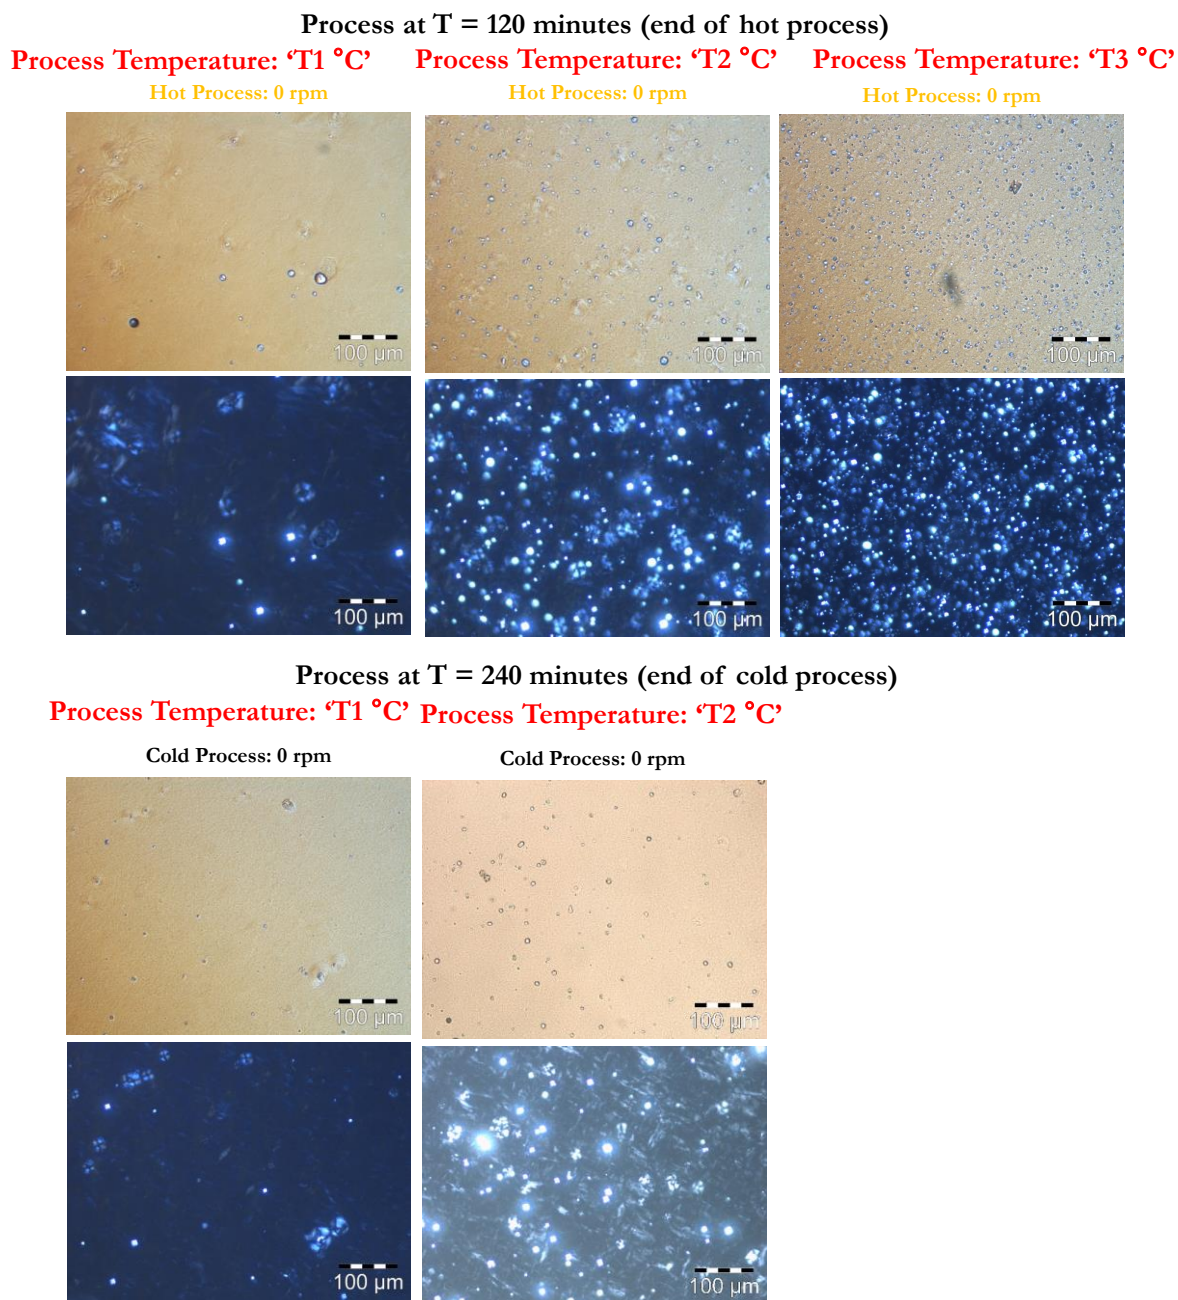 Process at T = 120 minutes (end of hot process)
Process Temperature: ‘T1 °C’ Process Temperature: ‘T2 °C’ Process Temperature: ‘T3 °C’
Hot Process: 0 rpm Hot Process: 0 rpm Hot Process: 0 rpm
100 µm 100 µm 100 µm
100 µm 100 µm 100 µm
Process at T = 240 minutes (end of cold process)
Process Temperature: ‘T1 °C’ Process Temperature: ‘T2 °C’
Cold Process: 0 rpm Cold Process: 0 rpm
100 µm 100 µm
100 µm 100 µm